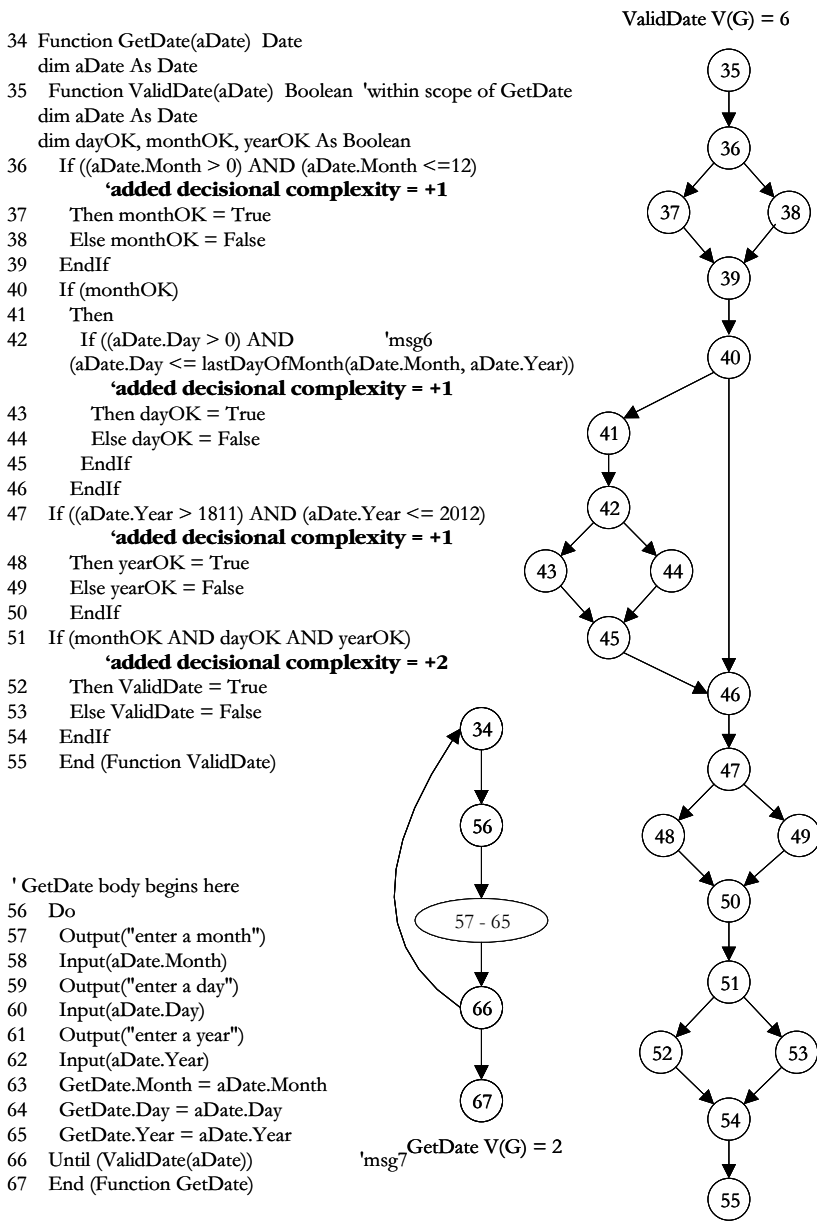 ValidDate V(G) = 6
34 Function GetDate(aDate) Date
dim aDate As Date
35 Function ValidDate(aDate) Boolean 'within scope of GetDate
dim aDate As Date
dim dayOK, monthOK, yearOK As Boolean
36 If ((aDate.Month > 0) AND (aDate.Month <=12)
‘added decisional complexity = +1
37 Then monthOK = True
38 Else monthOK = False
39 EndIf
40 If (monthOK)
41 Then
42 If ((aDate.Day > 0) AND 'msg6
(aDate.Day <= lastDayOfMonth(aDate.Month, aDate.Year))
‘added decisional complexity = +1
43 Then dayOK = True
44 Else dayOK = False
45 EndIf
46 EndIf
47 If ((aDate.Year > 1811) AND (aDate.Year <= 2012)
‘added decisional complexity = +1
48 Then yearOK = True
49 Else yearOK = False
50 EndIf
51 If (monthOK AND dayOK AND yearOK)
‘added decisional complexity = +2
52 Then ValidDate = True
53 Else ValidDate = False
54 EndIf
55 End (Function ValidDate)
' GetDate body begins here
56 Do
57 Output("enter a month")
58 Input(aDate.Month)
59 Output("enter a day")
60 Input(aDate.Day)
61 Output("enter a year")
62 Input(aDate.Year)
63 GetDate.Month = aDate.Month
64 GetDate.Day = aDate.Day
65 GetDate.Year = aDate.Year
66 Until (ValidDate(aDate)) 'msg7
67 End (Function GetDate)
34
56
57 - 65
66
67
GetDate V(G) = 2
35
36
37 38
39
40
41
42
43 44
45
46
47
48 49
50
51
52 53
54
55